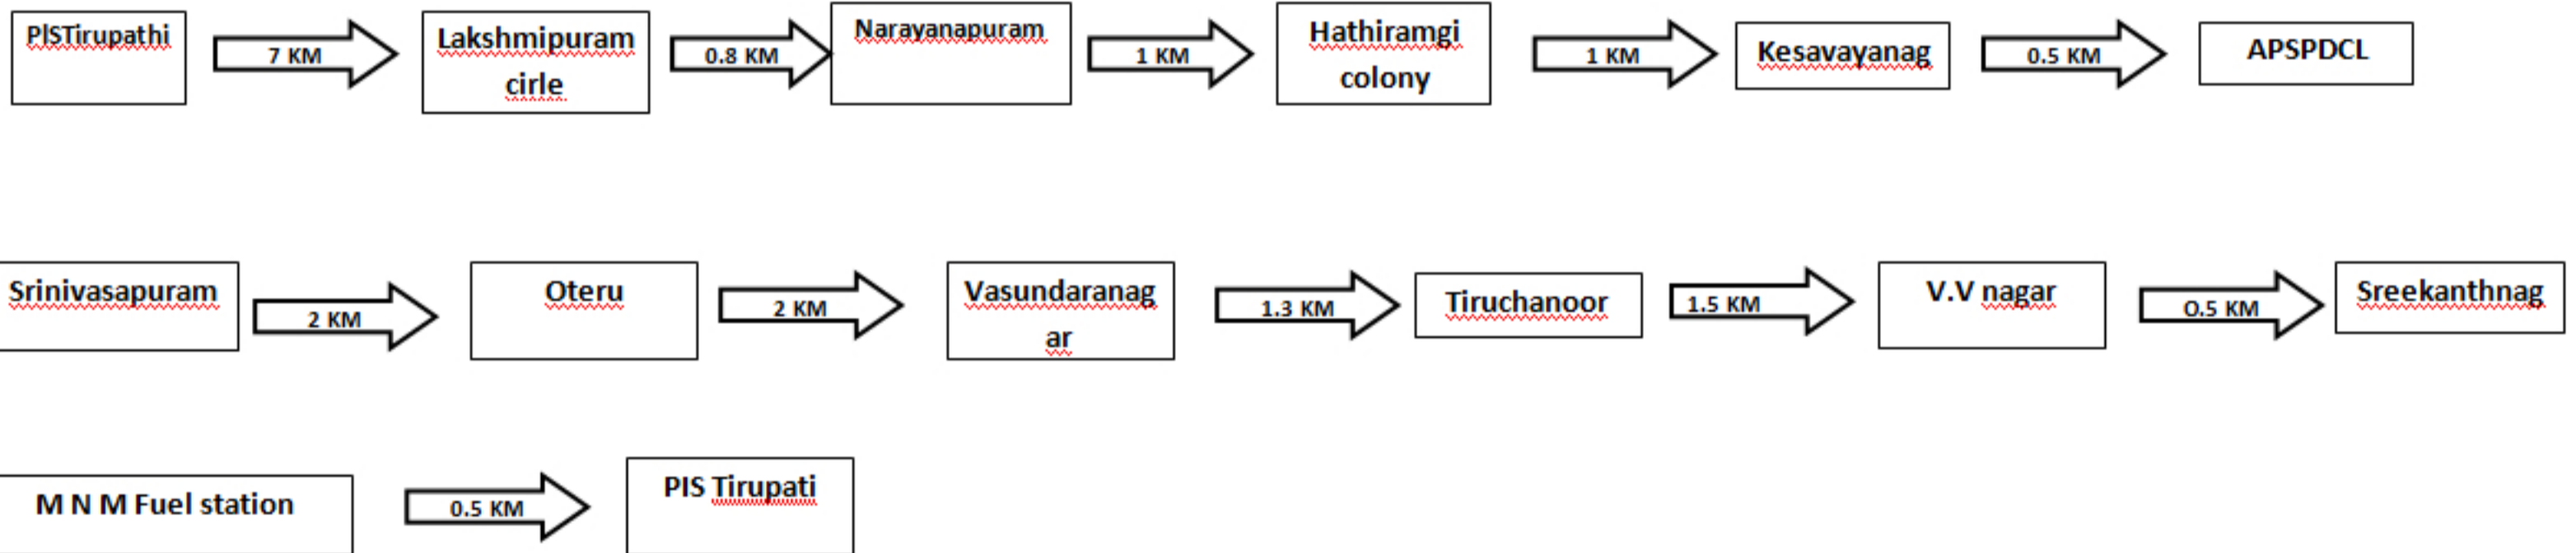 PlSTirupathi
7 KM
Lakshmipuram
cirle
0.8 KM
Narayanapuram
1 KM
Hathiramgi
colony
1 KM
Kesavayanag
0.5 KM
APSPDCL
Srinivasapuram
2 KM
Oteru
2 KM
Vasundaranag
ar
1.3 KM
Tiruchanoor
1.5 KM
V.V nagar
O.5 KM
Sreekanthnag
M N M Fuel station
0.5 KM
PIS Tirupati